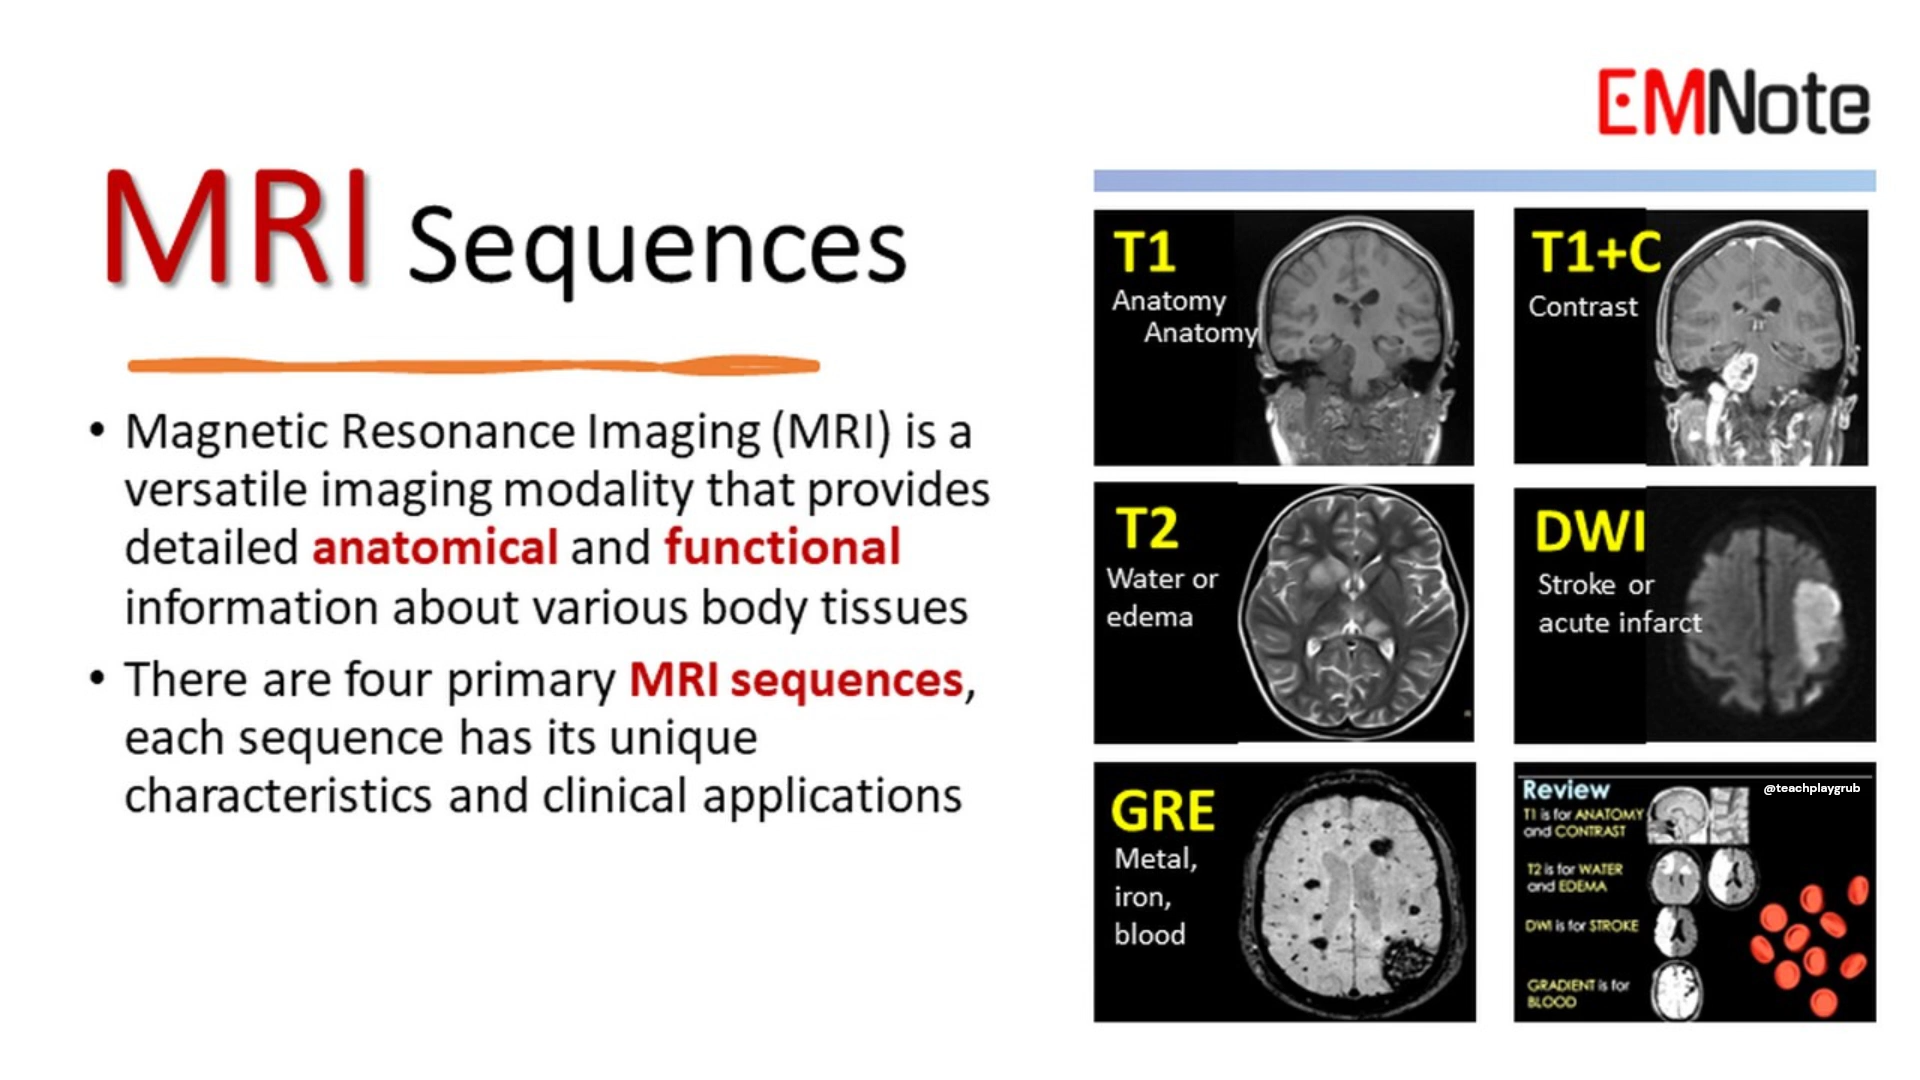 EMNote
MRI Sequences
• Magnetic Resonance Imaging (MRI) is a
versatile imaging modality that provides
detailed anatomical and functional
information about various body tissues
• There are four primary MRI sequences,
each sequence has its unique
characteristics and clinical applications
T1
Anatomy
Anatomy
T1+C
Contrast
T2
Water or
edema
DWI
Stroke or
acute infarct
GRE
Metal,
iron,
blood
Review
@teachplaygrub
T1 is for ANATOMY
and CONTRAST
T2 is for WATER
and EDEMA
DWI is for STROKE
GRADIENT is for
BLOOD